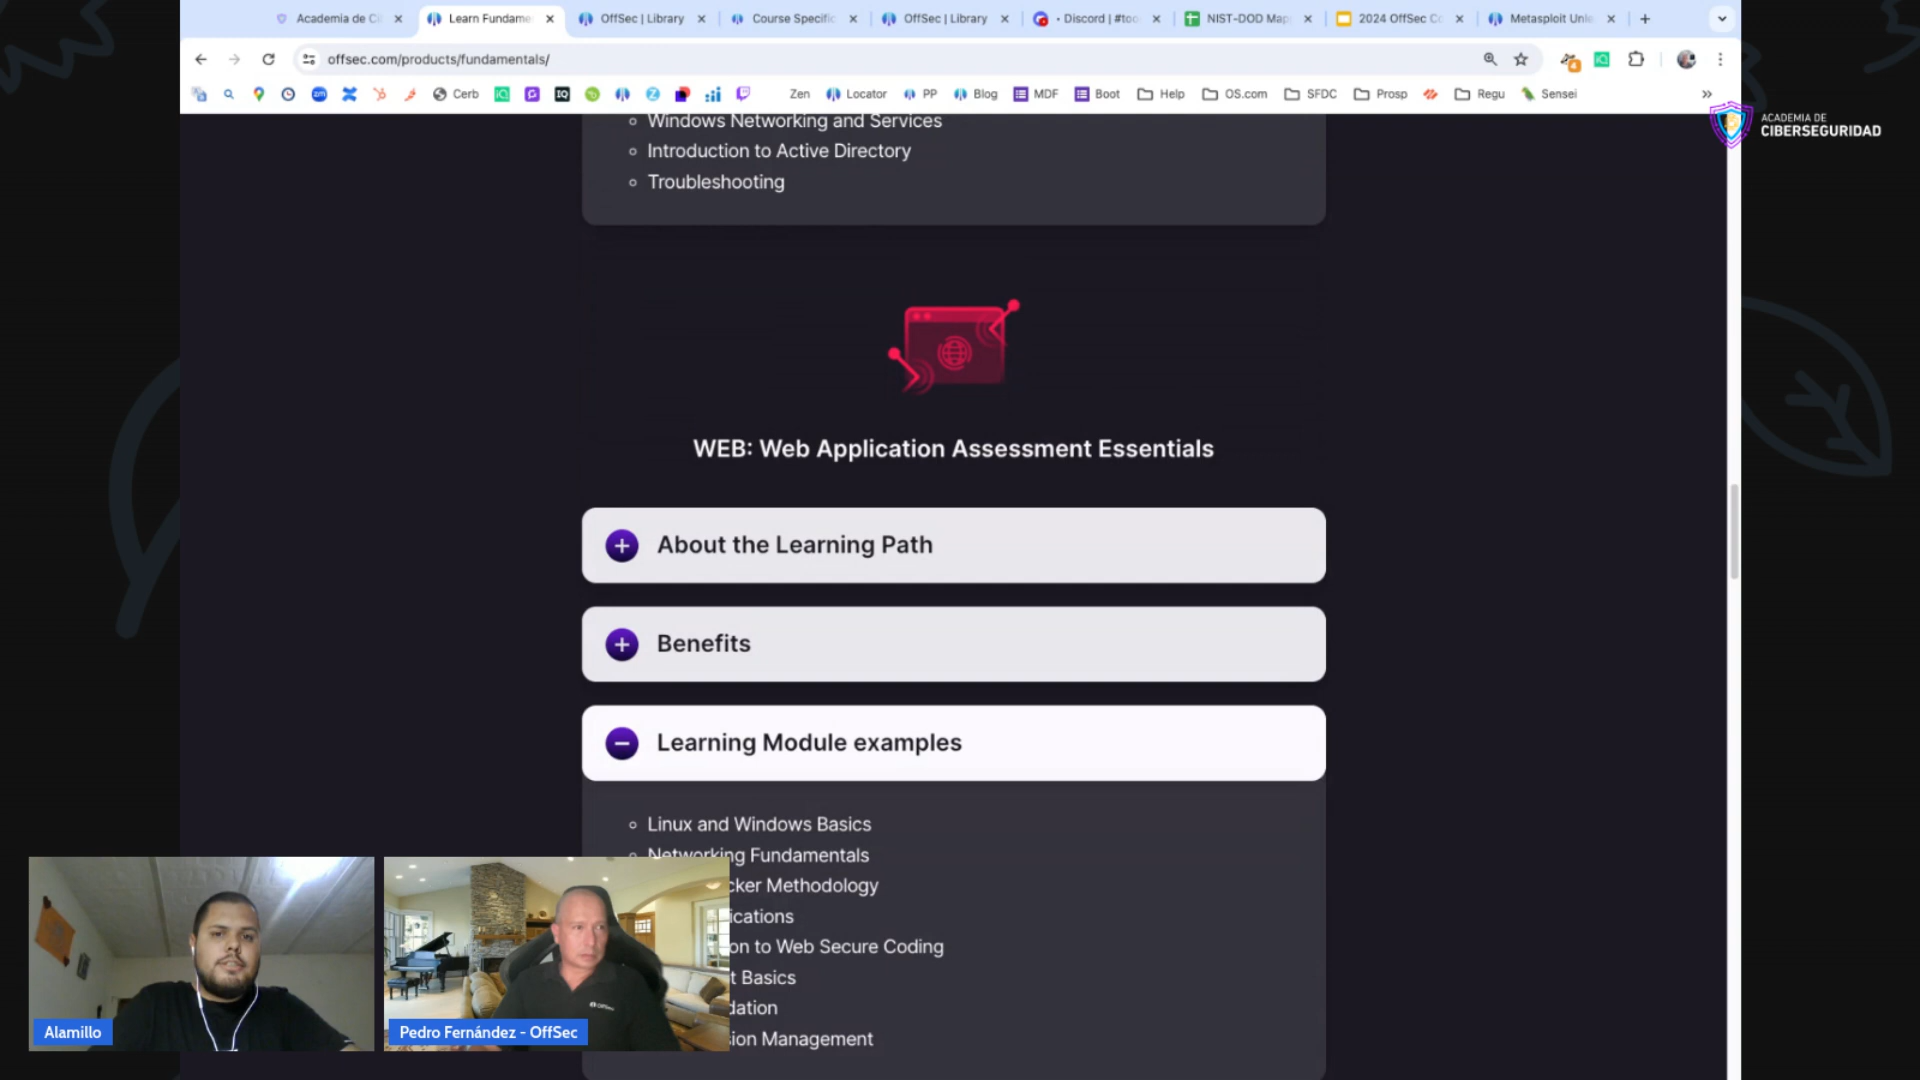 Academia de Ci
Learn Fundame
OffSec | Library
Course Specific
OffSec | Library
Discord | #too
NIST-DOD Map
2024 OffSec Co
Metasploit Unle
offsec.com/products/fundamentals/
Cerb
Zen
Locator
PP
Blog
MDF
Boot
Help
OS.com
SFDC
Prosp
Regu
Sensei
ACADEMIA DE
CIBERSEGURIDAD
Windows Networking and Services
Introduction to Active Directory
Troubleshooting
WEB: Web Application Assessment Essentials
About the Learning Path
Benefits
Learning Module examples
Linux and Windows Basics
Networking Fundamentals
cker Methodology
ications
on to Web Secure Coding
t Basics
dation
sion Management
Alamillo
Pedro Fernández - OffSec